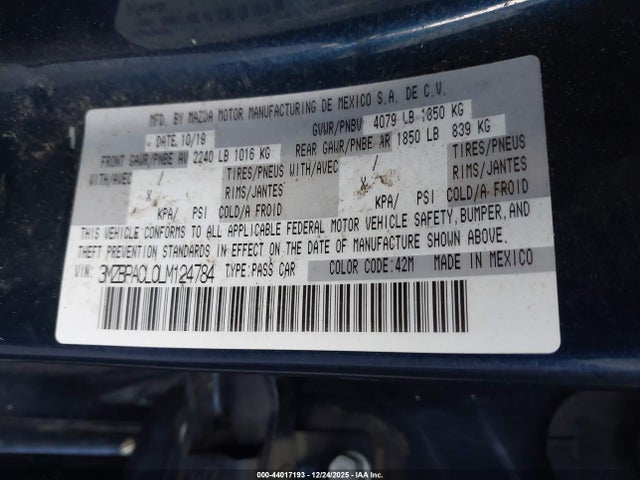 MFD. BY MAZDA MOTOR MANUFACTURING DE MEXICO S.A. DE C.V.
DATE 10/19 GVWR/PNBV 4079 LB 1850 KG
FRONT GAWR/PNBE AV 2240 LB 1016 KG REAR GAWR/PNBE AR 1850 LB 839 KG
WITH/AVEC / TIRES/PNEUS WITH/AVEC / TIRES/PNEUS
X RIMS/JANTES X RIMS/JANTES
KPA/ PSI COLD/A FROID KPA/ PSI COLD/A FROID
THIS VEHICLE CONFORMS TO ALL APPLICABLE FEDERAL MOTOR VEHICLE SAFETY, BUMPER, AND
THEFT PREVENTION STANDARDS IN EFFECT ON THE DATE OF MANUFACTURE SHOWN ABOVE.
VIN: 3MZBPACL0LM124784 TYPE:PASS CAR COLOR CODE:42M MADE IN MEXICO
000-44017193 - 12/24/2025 - IAAI.COM